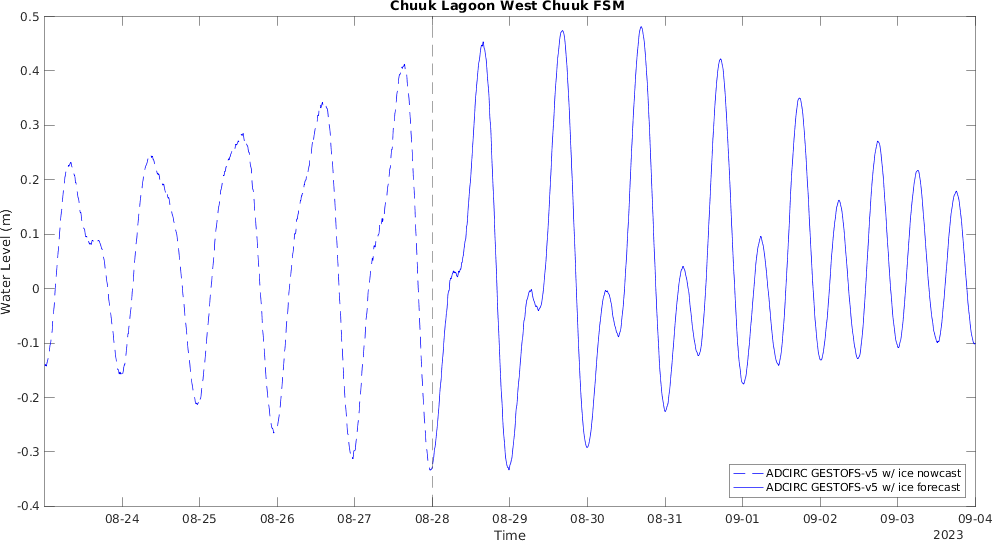 Chuuk Lagoon West Chuuk FSM
0.5
0.4
0.3
0.2
0.1
0
-0.1
-0.2
-0.3
-0.4
Water Level (m)
ADCIRC GESTOFS-v5 w/ ice nowcast
ADCIRC GESTOFS-v5 w/ ice forecast
08-24 08-25 08-26 08-27 08-28 08-29 08-30 08-31 09-01 09-02 09-03 09-04
Time
2023